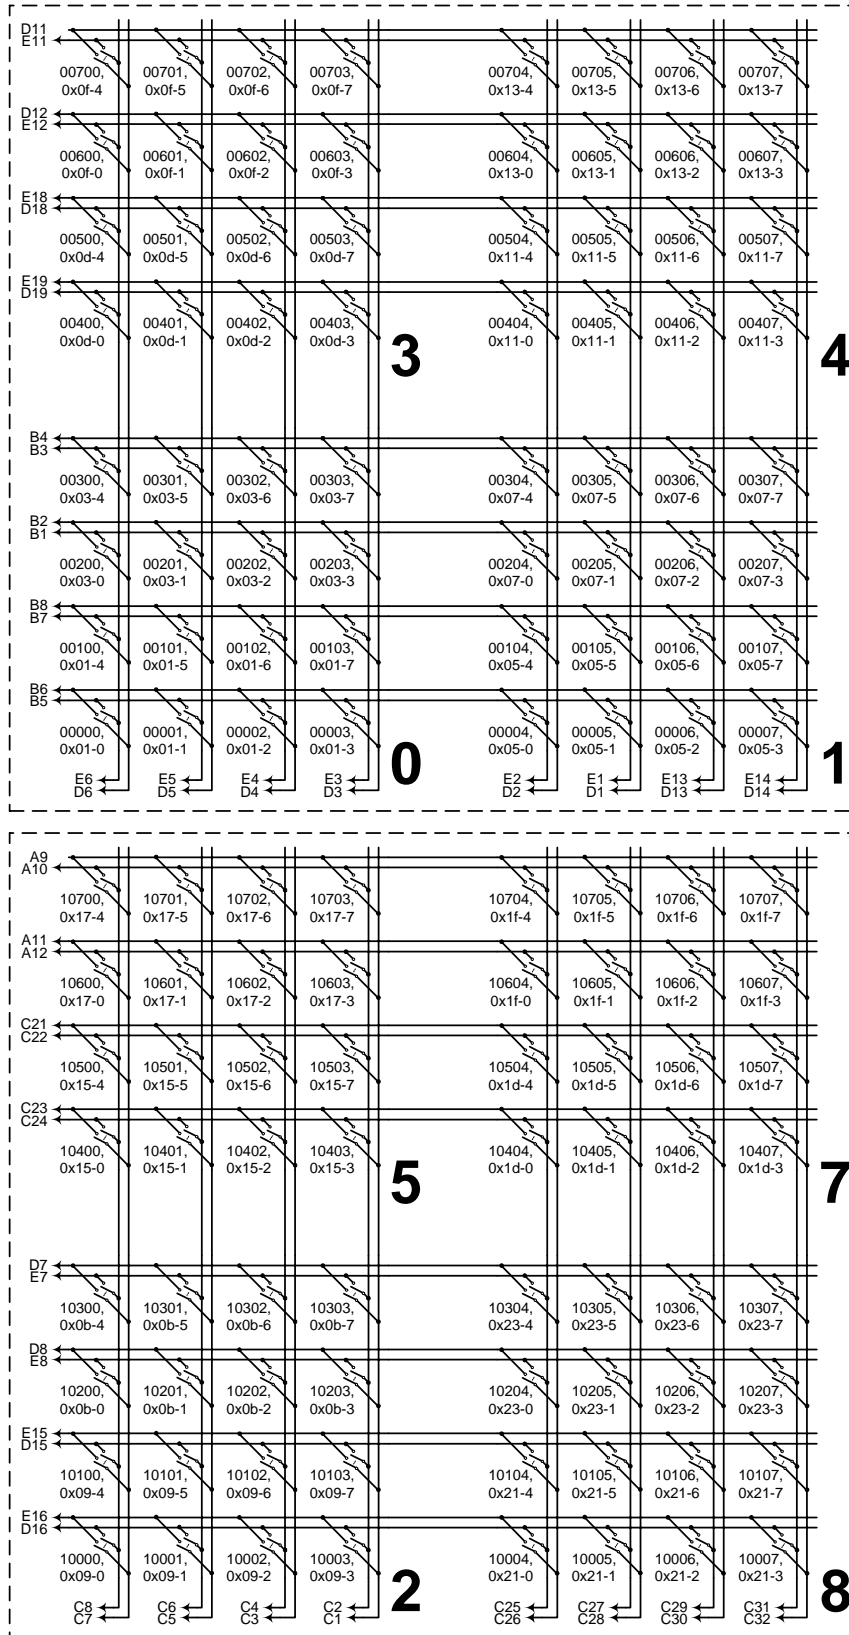 D11
E11
00700, 00701, 00702, 00703, 00704, 00705, 00706, 00707,
0x0f-4 0x0f-5 0x0f-6 0x0f-7 0x13-4 0x13-5 0x13-6 0x13-7
D12
E12
00600, 00601, 00602, 00603, 00604, 00605, 00606, 00607,
0x0f-0 0x0f-1 0x0f-2 0x0f-3 0x13-0 0x13-1 0x13-2 0x13-3
E18
D18
00500, 00501, 00502, 00503, 00504, 00505, 00506, 00507,
0x0d-4 0x0d-5 0x0d-6 0x0d-7 0x11-4 0x11-5 0x11-6 0x11-7
E19
D19
00400, 00401, 00402, 00403, 00404, 00405, 00406, 00407,
0x0d-0 0x0d-1 0x0d-2 0x0d-3 0x11-0 0x11-1 0x11-2 0x11-3
3 4
B4
B3
00300, 00301, 00302, 00303, 00304, 00305, 00306, 00307,
0x03-4 0x03-5 0x03-6 0x03-7 0x07-4 0x07-5 0x07-6 0x07-7
B2
B1
00200, 00201, 00202, 00203, 00204, 00205, 00206, 00207,
0x03-0 0x03-1 0x03-2 0x03-3 0x07-0 0x07-1 0x07-2 0x07-3
B8
B7
00100, 00101, 00102, 00103, 00104, 00105, 00106, 00107,
0x01-4 0x01-5 0x01-6 0x01-7 0x05-4 0x05-5 0x05-6 0x05-7
B6
B5
00000, 00001, 00002, 00003, 00004, 00005, 00006, 00007,
0x01-0 0x01-1 0x01-2 0x01-3 0x05-0 0x05-1 0x05-2 0x05-3
0 1
E6 E5 E4 E3 E2 E1 E13 E14
D6 D5 D4 D3 D2 D1 D13 D14
A9
A10
10700, 10701, 10702, 10703, 10704, 10705, 10706, 10707,
0x17-4 0x17-5 0x17-6 0x17-7 0x1f-4 0x1f-5 0x1f-6 0x1f-7
A11
A12
10600, 10601, 10602, 10603, 10604, 10605, 10606, 10607,
0x17-0 0x17-1 0x17-2 0x17-3 0x1f-0 0x1f-1 0x1f-2 0x1f-3
C21
C22
10500, 10501, 10502, 10503, 10504, 10505, 10506, 10507,
0x15-4 0x15-5 0x15-6 0x15-7 0x1d-4 0x1d-5 0x1d-6 0x1d-7
C23
C24
10400, 10401, 10402, 10403, 10404, 10405, 10406, 10407,
0x15-0 0x15-1 0x15-2 0x15-3 0x1d-0 0x1d-1 0x1d-2 0x1d-3
5 7
D7
E7
10300, 10301, 10302, 10303, 10304, 10305, 10306, 10307,
0x0b-4 0x0b-5 0x0b-6 0x0b-7 0x23-4 0x23-5 0x23-6 0x23-7
D8
E8
10200, 10201, 10202, 10203, 10204, 10205, 10206, 10207,
0x0b-0 0x0b-1 0x0b-2 0x0b-3 0x23-0 0x23-1 0x23-2 0x23-3
E15
D15
10100, 10101, 10102, 10103, 10104, 10105, 10106, 10107,
0x09-4 0x09-5 0x09-6 0x09-7 0x21-4 0x21-5 0x21-6 0x21-7
E16
D16
10000, 10001, 10002, 10003, 10004, 10005, 10006, 10007,
0x09-0 0x09-1 0x09-2 0x09-3 0x21-0 0x21-1 0x21-2 0x21-3
2 8
C8 C6 C4 C2 C25 C27 C29 C31
C7 C5 C3 C1 C26 C28 C30 C32